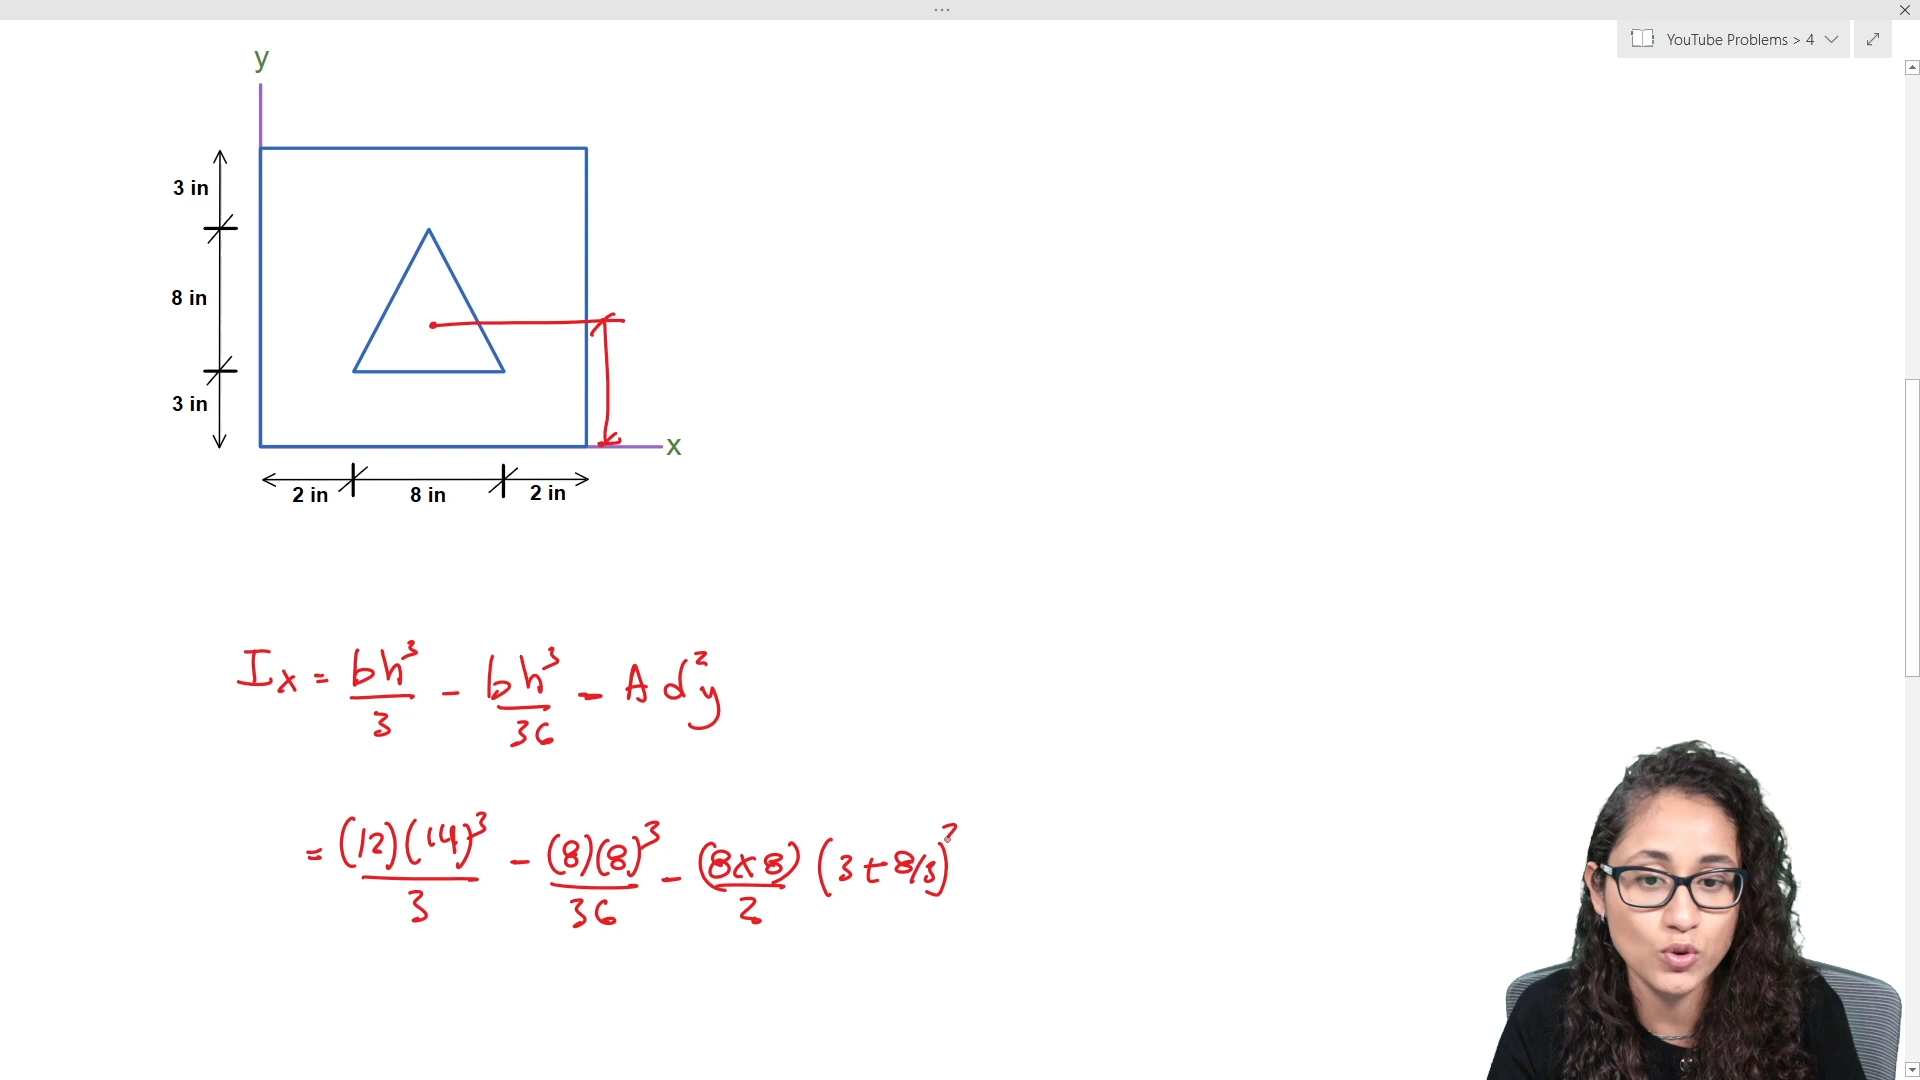 YouTube Problems > 4
y
3 in
8 in
3 in
x
2 in 8 in 2 in
Ix = bh³/3 - bh³/36 - Ad²y
= (12)(14)³/3 - (8)(8)³/36 - (8x8)/2 (3+8/3)²